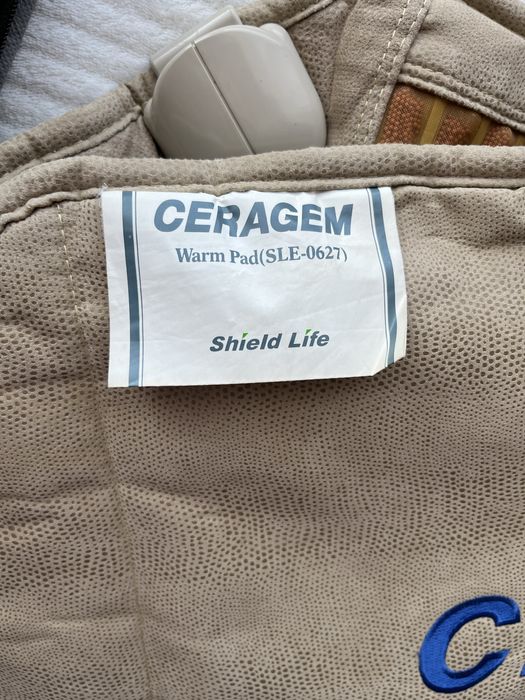 CERAGEM
Warm Pad(SLE-0627)
Shield Life
C